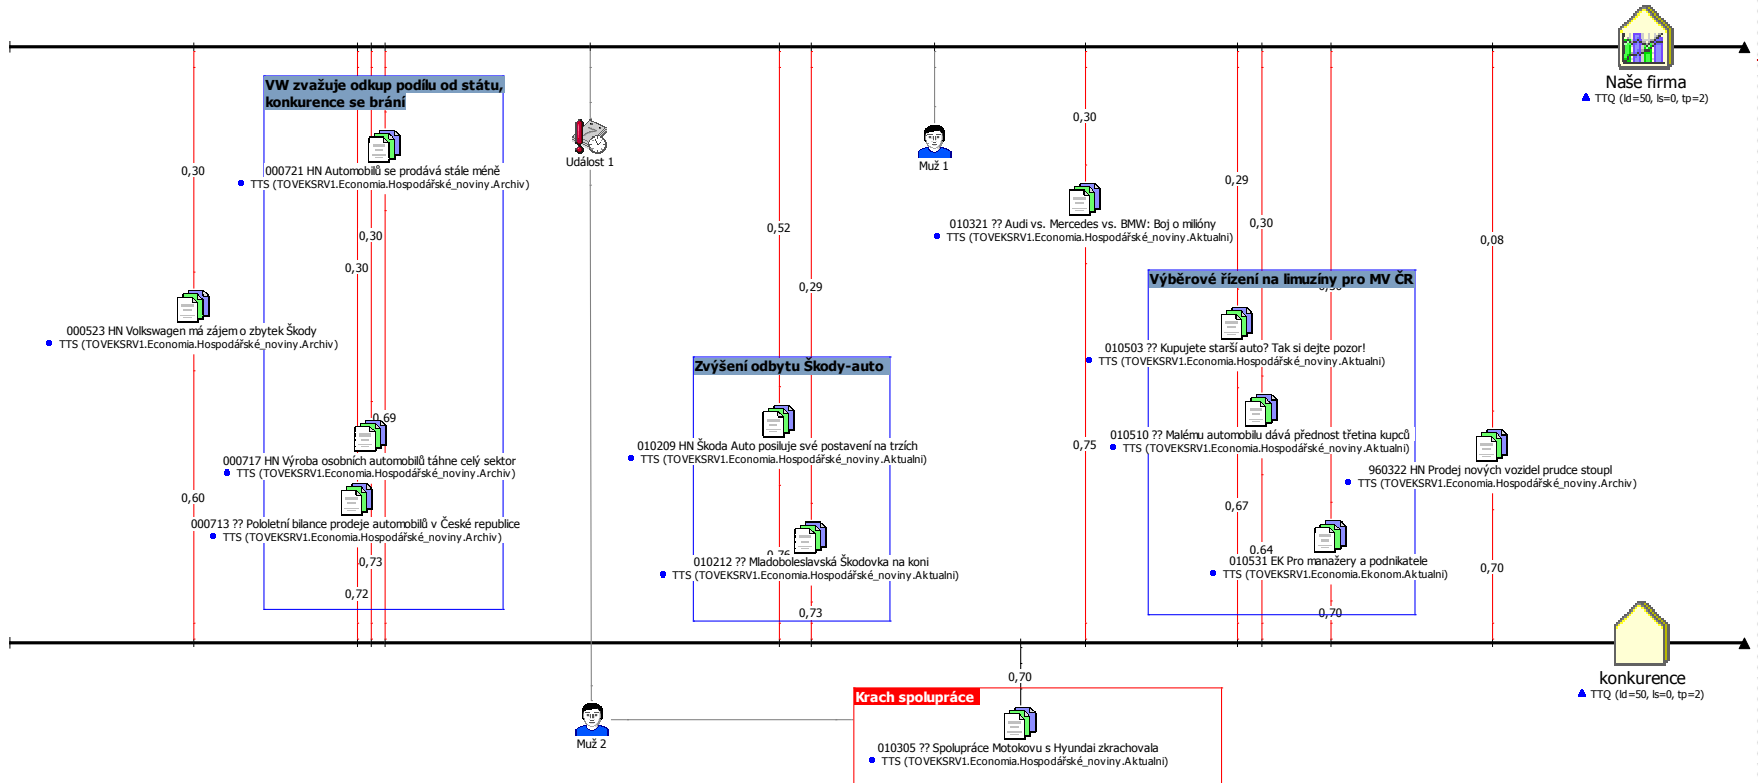 Naše firma
TTQ (ld=50, ls=0, tp=2)
VW zvažuje odkup podílu od státu,
konkurence se brání
000721 HN Automobilů se prodává stále méně
TTS (TOVEKSRV1.Economia.Hospodářské_noviny.Archiv)
0,30
0,30
0,30
000523 HN Volkswagen má zájem o zbytek Škody
TTS (TOVEKSRV1.Economia.Hospodářské_noviny.Archiv)
0,69
000717 HN Výroba osobních automobilů táhne celý sektor
TTS (TOVEKSRV1.Economia.Hospodářské_noviny.Archiv)
0,60
000713 ?? Pololetní bilance prodeje automobilů v České republice
TTS (TOVEKSRV1.Economia.Hospodářské_noviny.Archiv)
0,73
0,72
Událost 1
Muž 1
0,52
0,29
Zvýšení odbytu Škody-auto
010209 HN Škoda Auto posiluje své postavení na trzích
TTS (TOVEKSRV1.Economia.Hospodářské_noviny.Aktualni)
0,76
010212 ?? Mladoboleslavská Škodovka na koni
TTS (TOVEKSRV1.Economia.Hospodářské_noviny.Aktualni)
0,73
0,30
010321 ?? Audi vs. Mercedes vs. BMW: Boj o milióny
TTS (TOVEKSRV1.Economia.Hospodářské_noviny.Aktualni)
0,75
0,29
0,30
0,08
Výběrové řízení na limuzíny pro MV ČR
010503 ?? Kupujete starší auto? Tak si dejte pozor!
TTS (TOVEKSRV1.Economia.Hospodářské_noviny.Aktualni)
010510 ?? Malému automobilu dává přednost třetina kupců
TTS (TOVEKSRV1.Economia.Hospodářské_noviny.Aktualni)
960322 HN Prodej nových vozidel prudce stoupl
TTS (TOVEKSRV1.Economia.Hospodářské_noviny.Archiv)
0,67
0,64
010531 EK Pro manažery a podnikatele
TTS (TOVEKSRV1.Economia.Ekonom.Aktualni)
0,70
0,70
konkurence
TTQ (ld=50, ls=0, tp=2)
0,70
Krach spolupráce
Muž 2
010305 ?? Spolupráce Motokovu s Hyundai zkrachovala
TTS (TOVEKSRV1.Economia.Hospodářské_noviny.Aktualni)